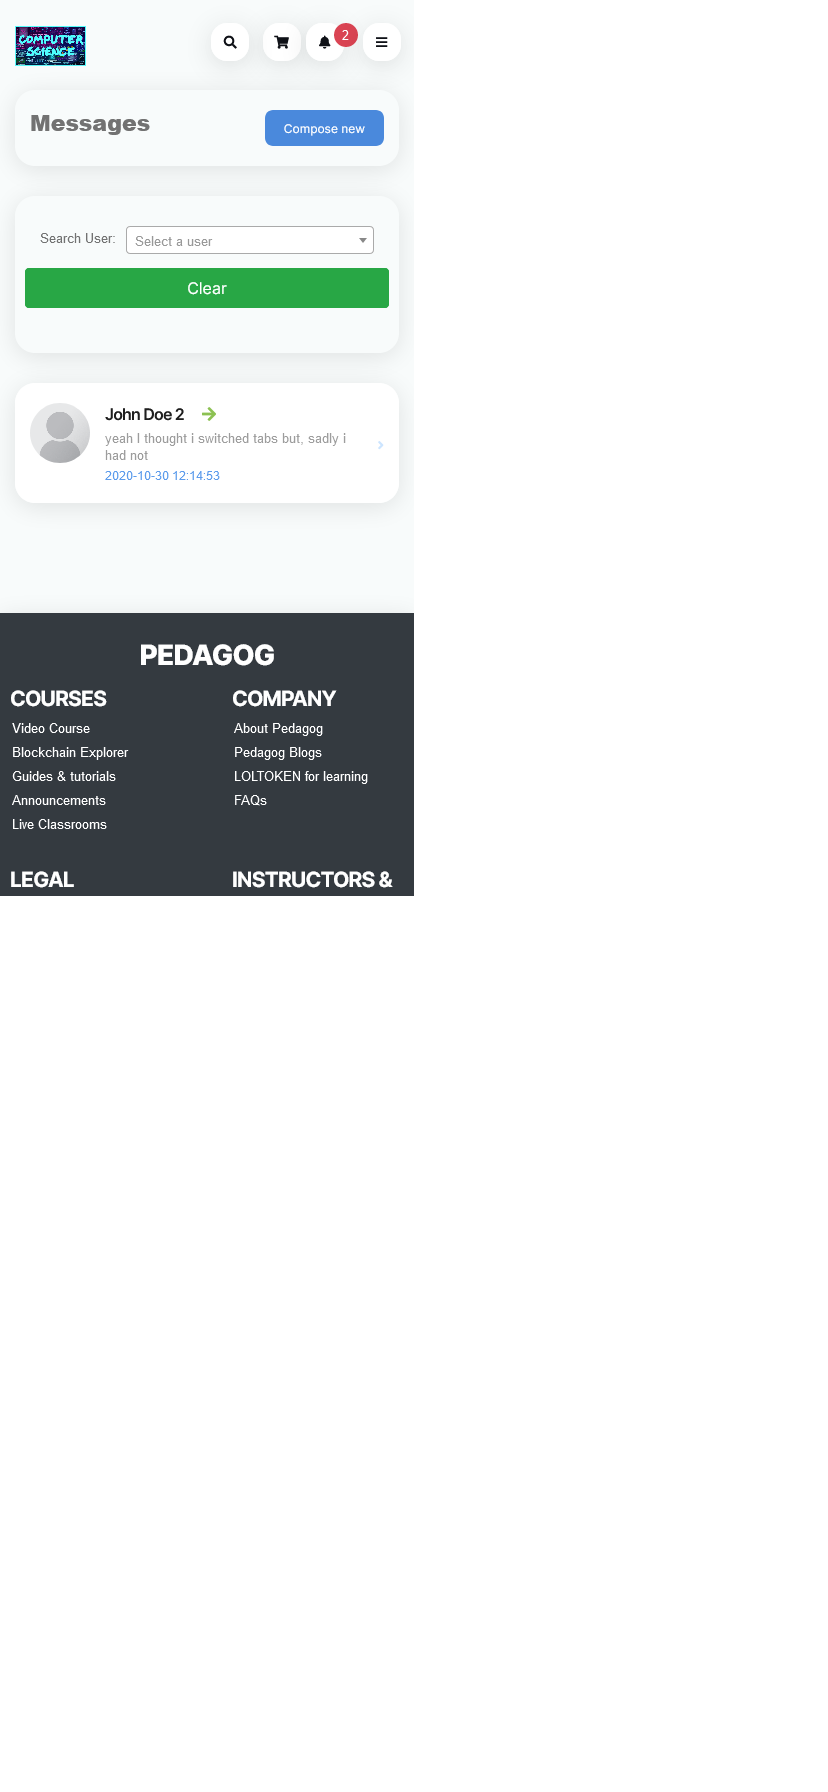 COMPUTER
SCIENCE
2
Messages
Compose new
Search User:
Select a user
Clear
John Doe 2
yeah I thought i switched tabs but, sadly i
had not
2020-10-30 12:14:53
PEDAGOG
COURSES
Video Course
Blockchain Explorer
Guides & tutorials
Announcements
Live Classrooms
COMPANY
About Pedagog
Pedagog Blogs
LOLTOKEN for learning
FAQs
LEGAL
INSTRUCTORS &